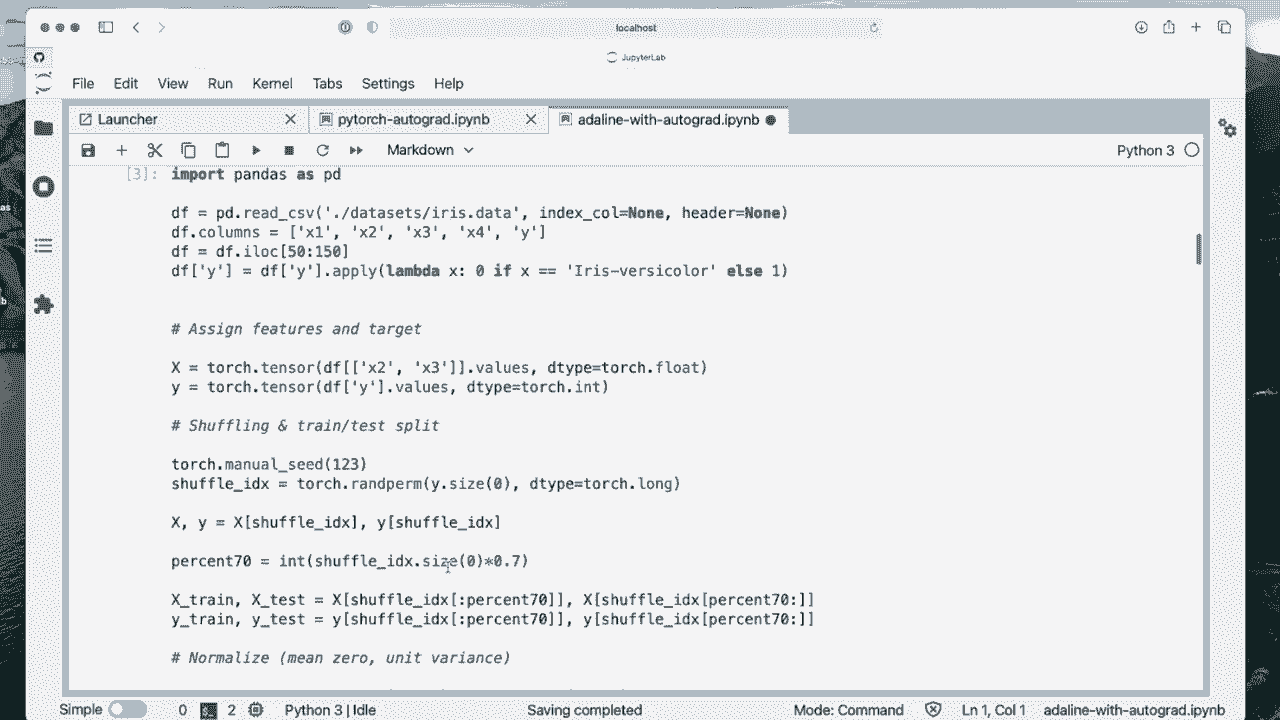 localhost
JupyterLab
File Edit View Run Kernel Tabs Settings Help
Launcher pytorch-autograd.ipynb adaline-with-autograd.ipynb
Markdown Python 3
[3]: import pandas as pd
df = pd.read_csv('./datasets/iris.data', index_col=None, header=None)
df.columns = ['x1', 'x2', 'x3', 'x4', 'y']
df = df.iloc[50:150]
df['y'] = df['y'].apply(lambda x: 0 if x == 'Iris-versicolor' else 1)
# Assign features and target
X = torch.tensor(df[['x2', 'x3']].values, dtype=torch.float)
y = torch.tensor(df['y'].values, dtype=torch.int)
# Shuffling & train/test split
torch.manual_seed(123)
shuffle_idx = torch.randperm(y.size(0), dtype=torch.long)
X, y = X[shuffle_idx], y[shuffle_idx]
percent70 = int(shuffle_idx.size(0)*0.7)
X_train, X_test = X[shuffle_idx[:percent70]], X[shuffle_idx[percent70:]]
y_train, y_test = y[shuffle_idx[:percent70]], y[shuffle_idx[percent70:]]
# Normalize (mean zero, unit variance)
Simple 0 2 Python 3 | Idle Saving completed Mode: Command Ln 1, Col 1 adaline-with-autograd.ipynb